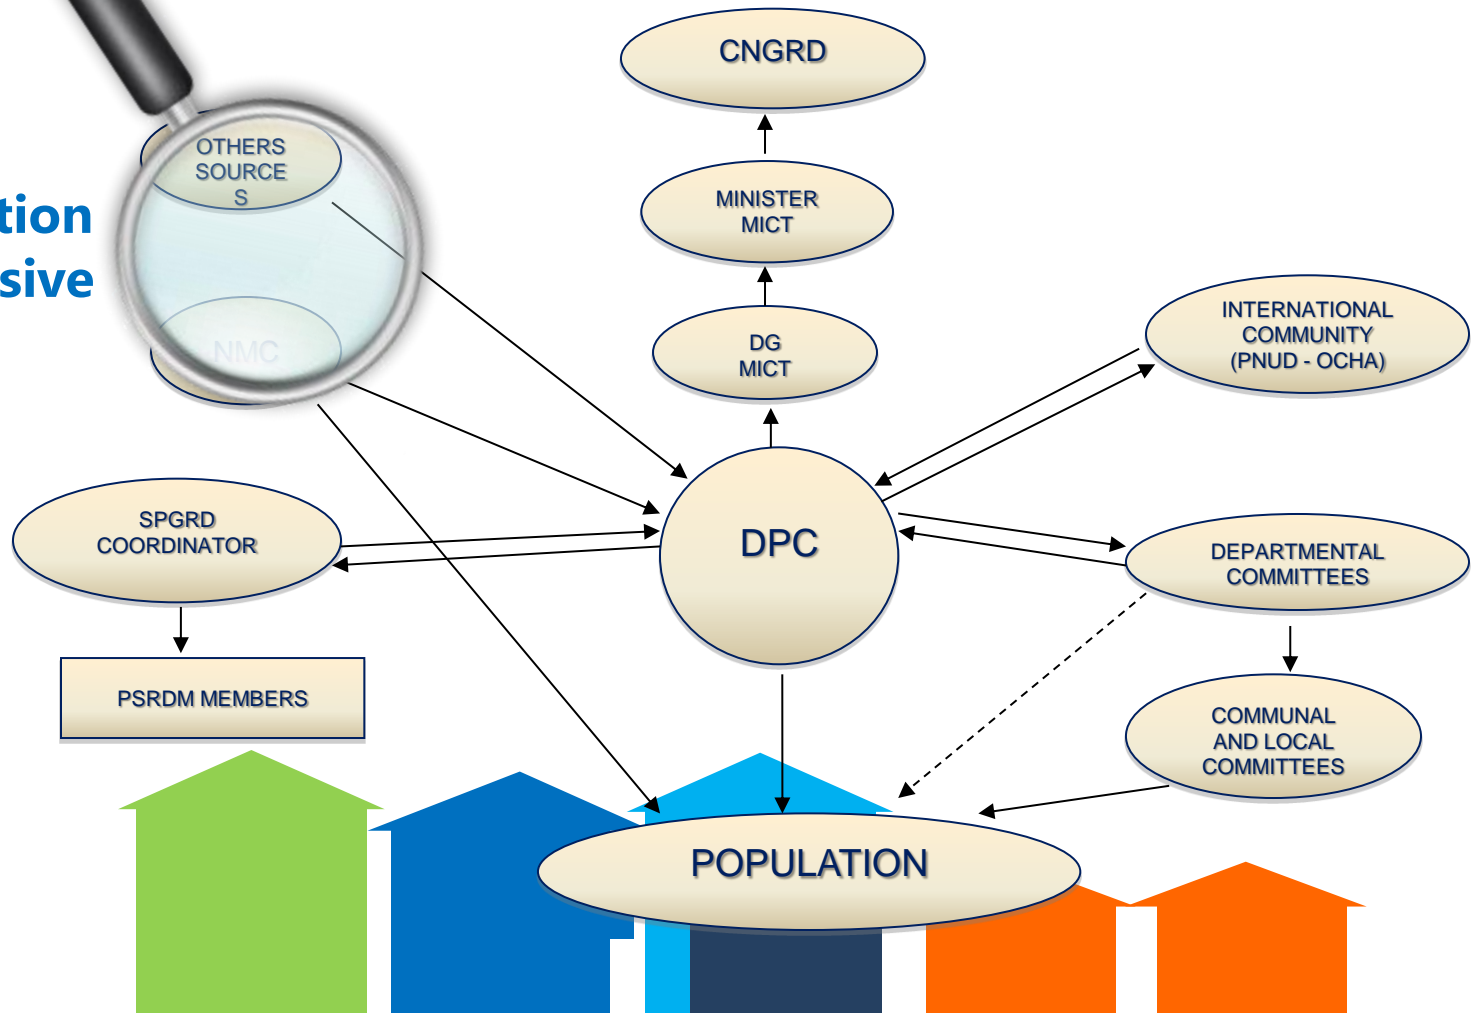 CNGRD
OTHERS
SOURCE
S
MINISTER
MICT
tion
sive
INTERNATIONAL
COMMUNITY
(PNUD - OCHA)
NMC
DG
MICT
SPGRD
COORDINATOR
DPC
DEPARTMENTAL
COMMITTEES
PSRDM MEMBERS
COMMUNAL
AND LOCAL
COMMITTEES
POPULATION